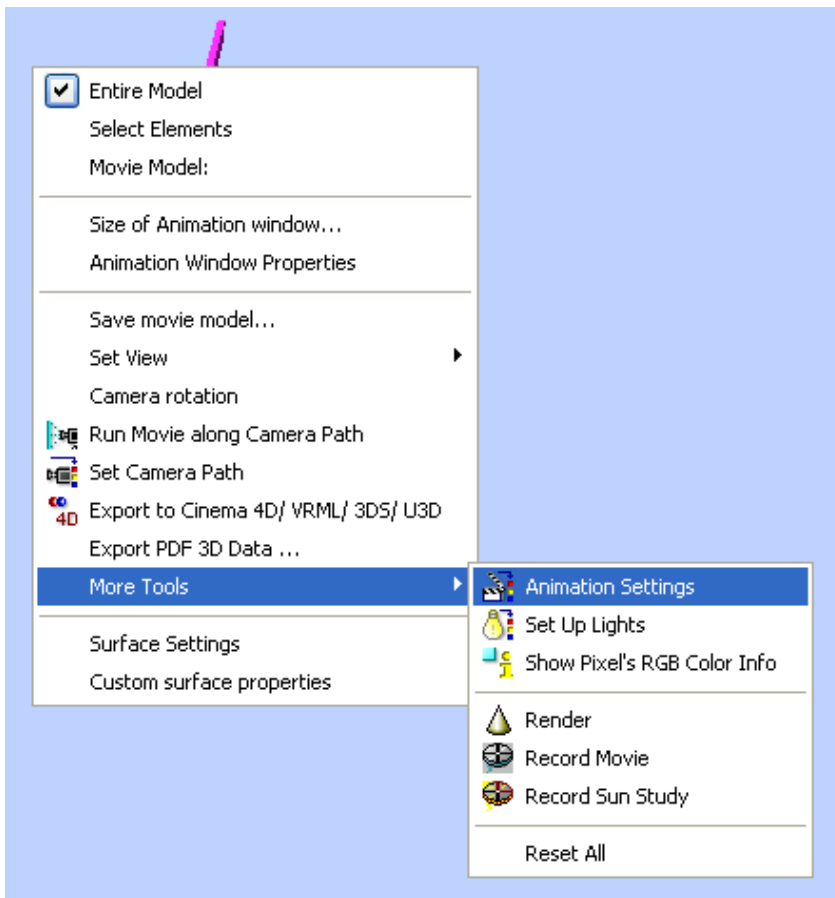 Entire Model
Select Elements
Movie Model:
Size of Animation window...
Animation Window Properties
Save movie model...
Set View
Camera rotation
Run Movie along Camera Path
Set Camera Path
4D Export to Cinema 4D/ VRML/ 3DS/ U3D
Export PDF 3D Data ...
More Tools
Surface Settings
Custom surface properties
Animation Settings
Set Up Lights
Show Pixel's RGB Color Info
Render
Record Movie
Record Sun Study
Reset All